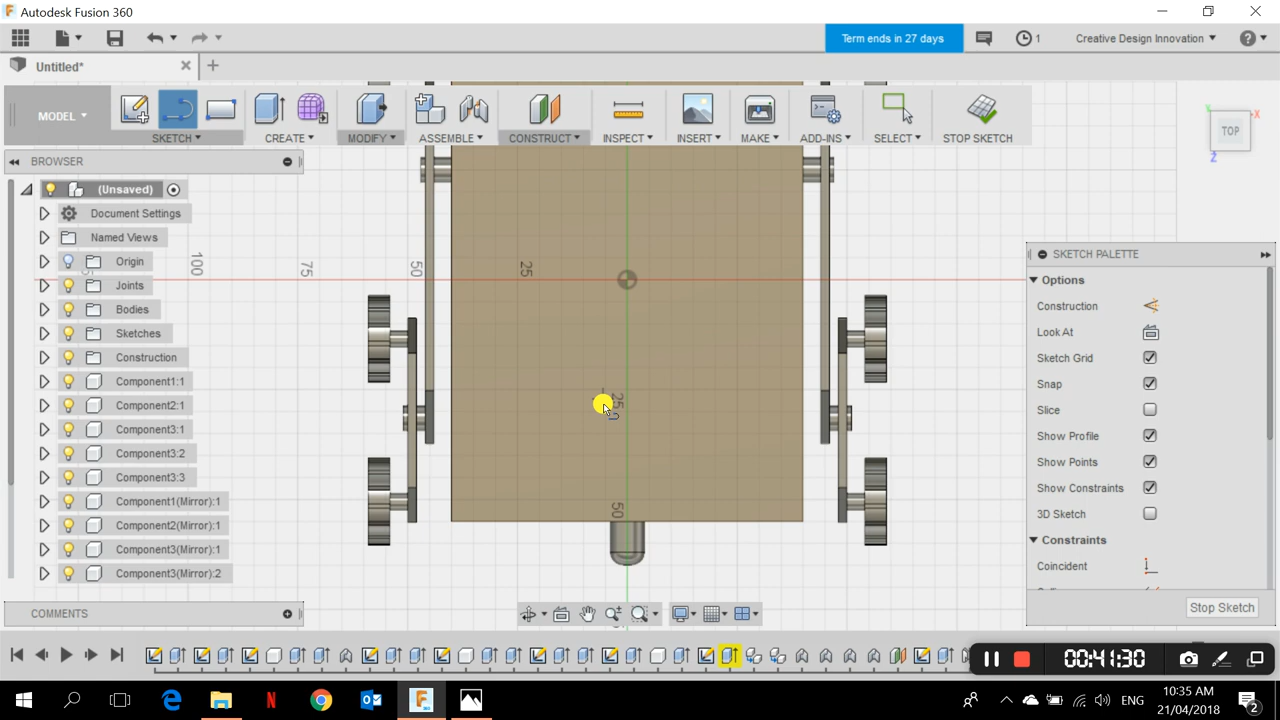 Autodesk Fusion 360
Term ends in 27 days
1
Creative Design Innovation
Untitled*
MODEL
SKETCH
CREATE
MODIFY
ASSEMBLE
CONSTRUCT
INSPECT
INSERT
MAKE
ADD-INS
SELECT
STOP SKETCH
BROWSER
(Unsaved)
Document Settings
Named Views
Origin
Joints
Bodies
Sketches
Construction
Component1:1
Component2:1
Component3:1
Component3:2
Component3:3
Component1(Mirror):1
Component2(Mirror):1
Component3(Mirror):1
Component3(Mirror):2
COMMENTS
100
75
50
25
25
50
Y
X
TOP
Z
SKETCH PALETTE
Options
Construction
Look At
Sketch Grid
Snap
Slice
Show Profile
Show Points
Show Constraints
3D Sketch
Constraints
Coincident
Stop Sketch
00:41:30
ENG
10:35 AM
21/04/2018
2